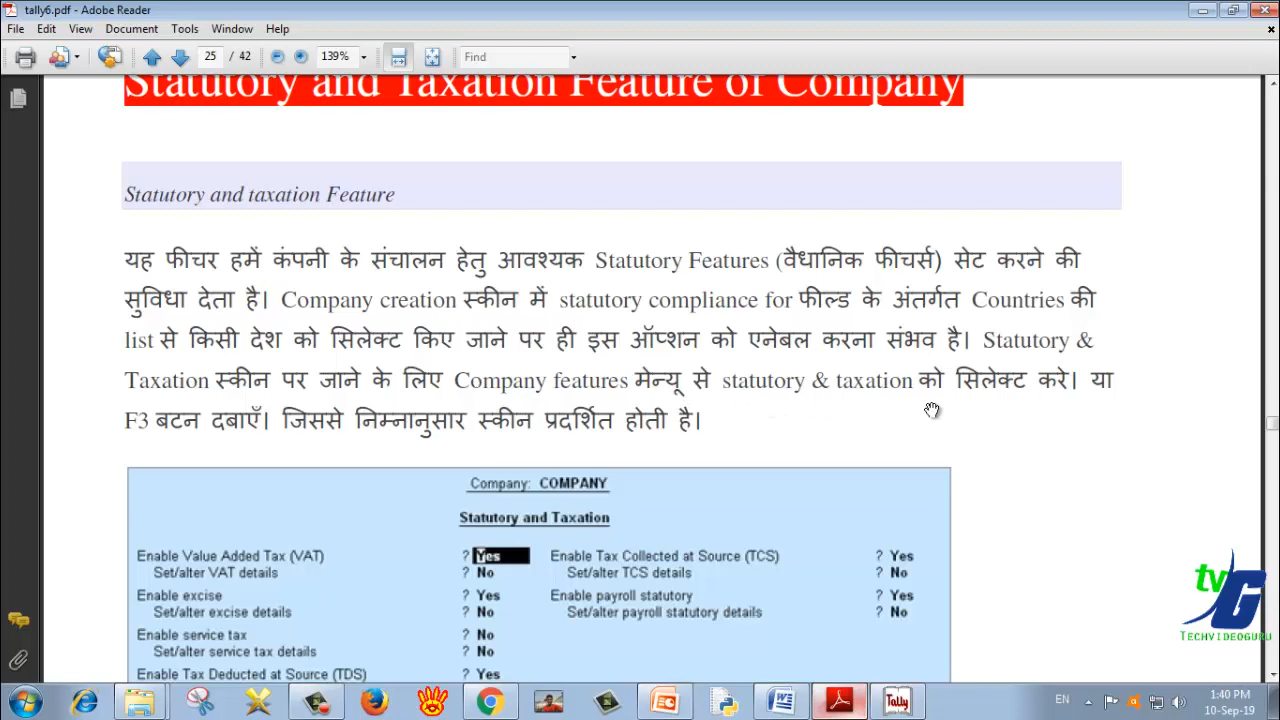 tally6.pdf - Adobe Reader
File Edit View Document Tools Window Help
25 / 42 139% Find
Statutory and Taxation Feature of Company
Statutory and taxation Feature
यह फीचर हमें कंपनी के संचालन हेतु आवश्यक Statutory Features (वैधानिक फीचर्स) सेट करने की
सुविधा देता है। Company creation स्कीन में statutory compliance for फील्ड के अंतर्गत Countries की
list से किसी देश को सिलेक्ट किए जाने पर ही इस ऑप्शन को एनेबल करना संभव है। Statutory &
Taxation स्कीन पर जाने के लिए Company features मेन्यू से statutory & taxation को सिलेक्ट करे। या
F3 बटन दबाएँ। जिससे निम्नानुसार स्कीन प्रदर्शित होती है।
Company: COMPANY
Statutory and Taxation
Enable Value Added Tax (VAT) ? Yes Enable Tax Collected at Source (TCS) ? Yes
Set/alter VAT details ? No Set/alter TCS details ? No
Enable excise ? Yes Enable payroll statutory ? Yes
Set/alter excise details ? No Set/alter payroll statutory details ? No
Enable service tax ? No
Set/alter service tax details ? No
Enable Tax Deducted at Source (TDS) ? Yes
tvG
TECHVIDEOGURU
Tally
EN
1:40 PM
10-Sep-19